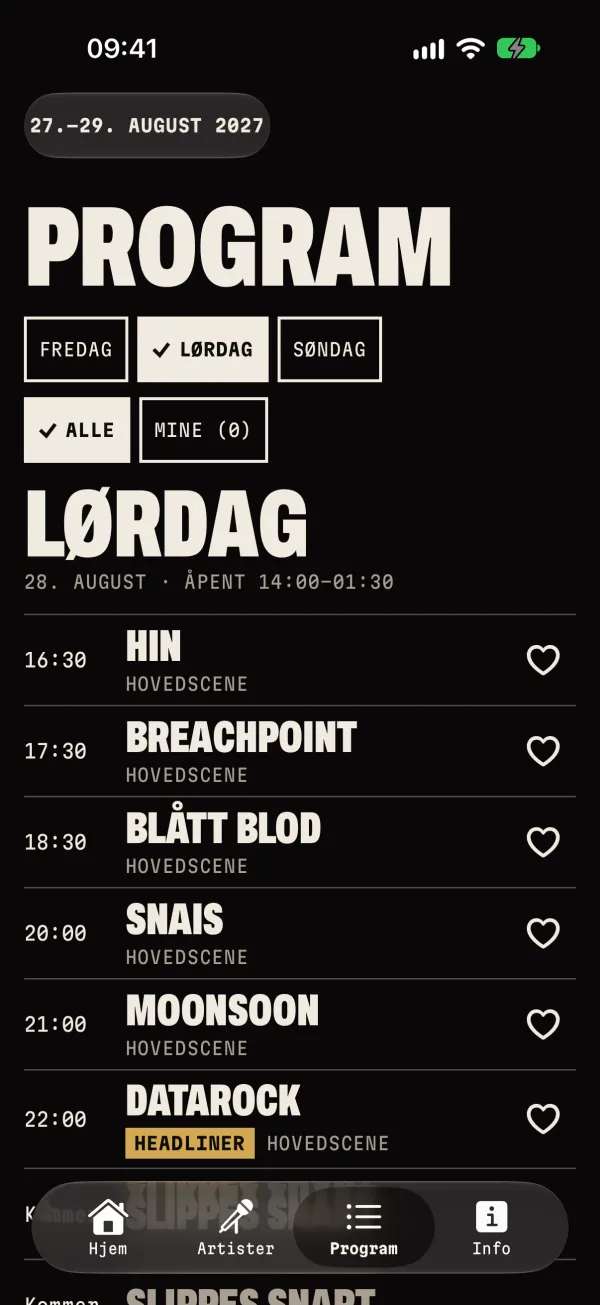 09:41
27.–29. AUGUST 2027
PROGRAM
FREDAG LØRDAG SØNDAG
ALLE MINE (0)
LØRDAG
28. AUGUST · ÅPENT 14:00–01:30
16:30 HIN
HOVEDSCENE
17:30 BREACHPOINT
HOVEDSCENE
18:30 BLÅTT BLOD
HOVEDSCENE
20:00 SNAIS
HOVEDSCENE
21:00 MOONSOON
HOVEDSCENE
22:00 DATAROCK
HEADLINER HOVEDSCENE
SLIPPES SNART
Hjem Artister Program Info
Kommer SLIPPES SNART